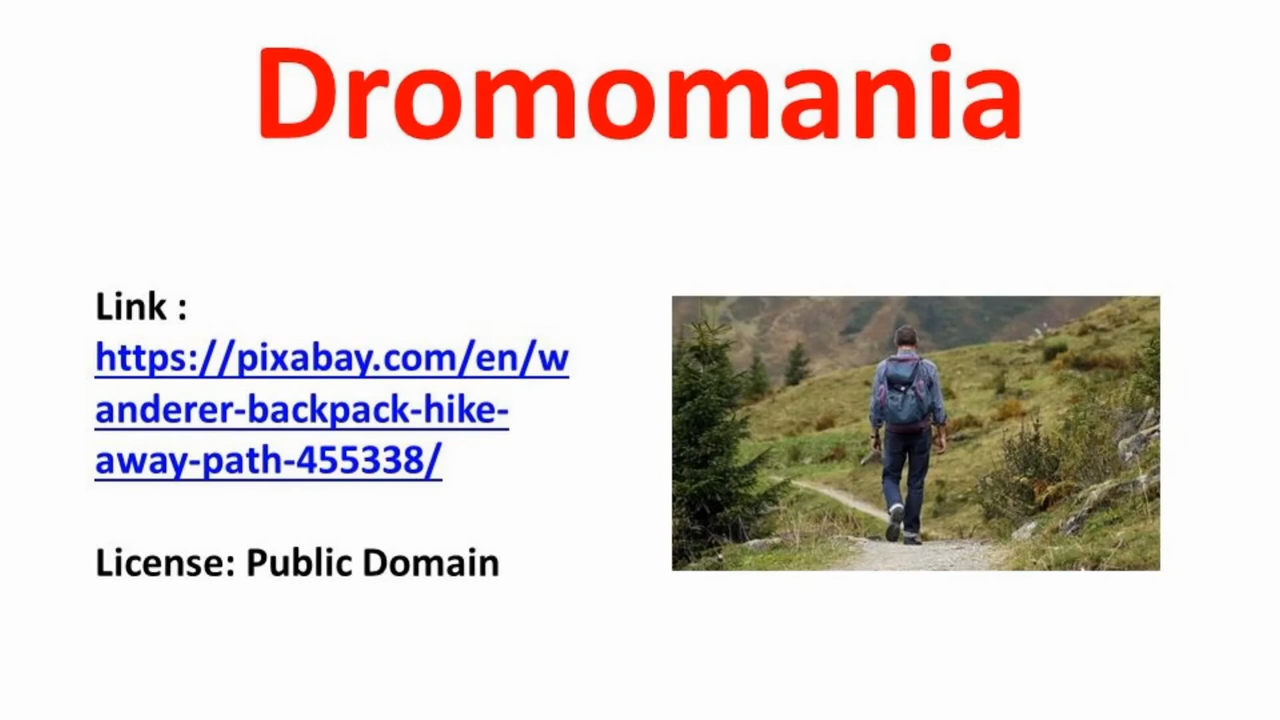 Dromomania
Link :
https://pixabay.com/en/w
anderer-backpack-hike-
away-path-455338/
License: Public Domain